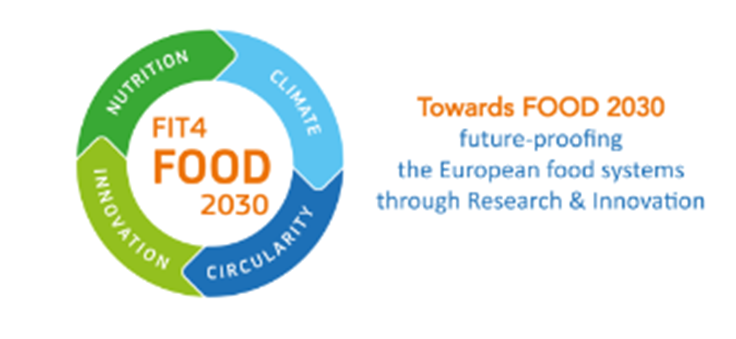 NUTRITION
CLIMATE
CIRCULARITY
INNOVATION
FIT4
FOOD
2030
Towards FOOD 2030
future-proofing
the European food systems
through Research & Innovation